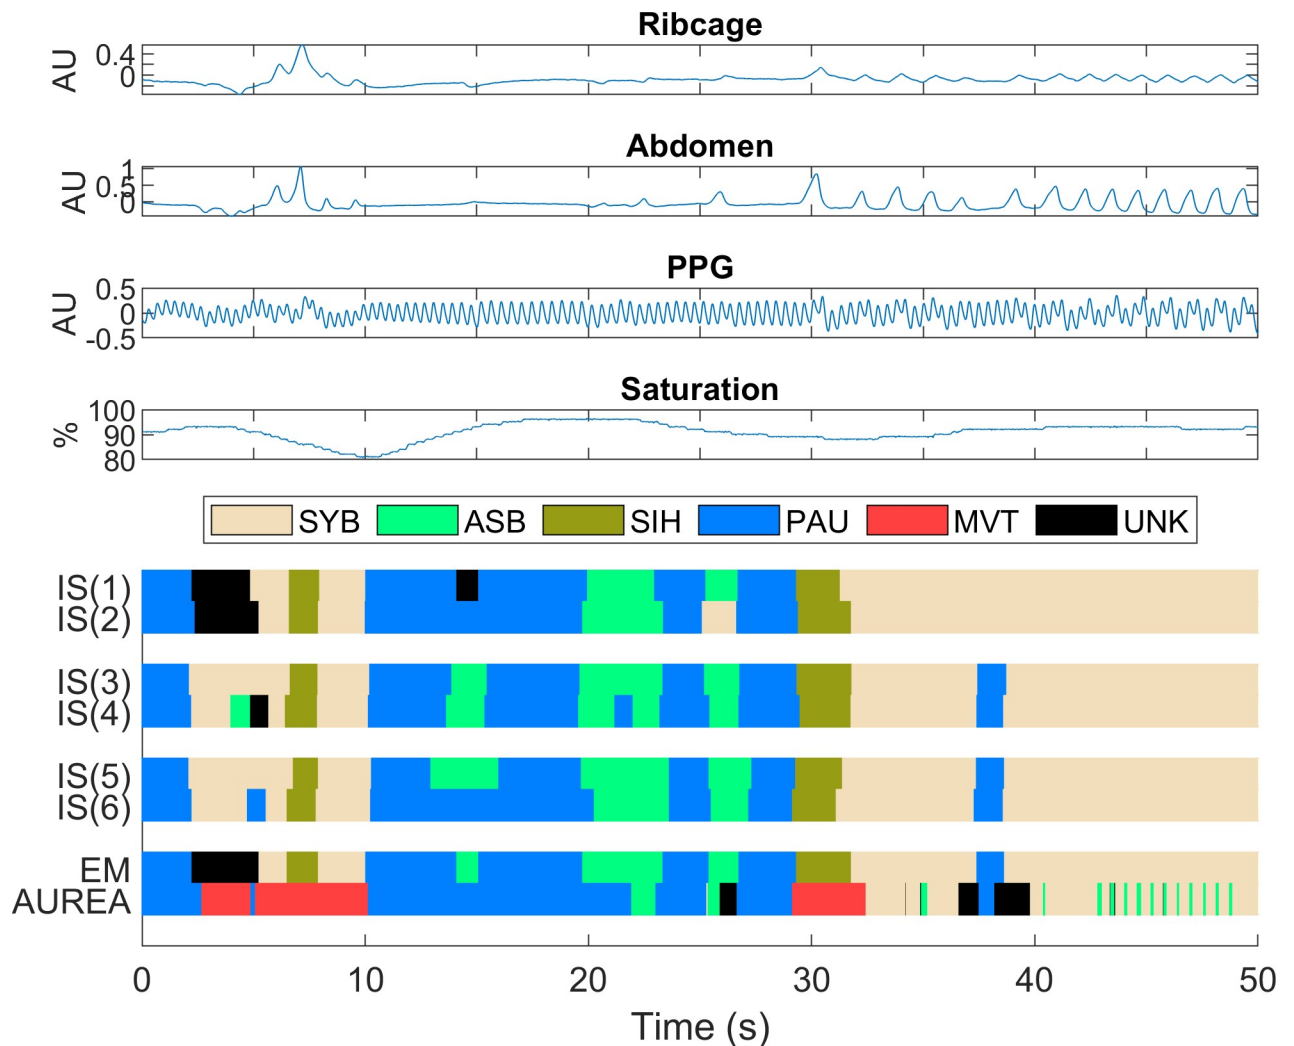 Ribcage
AU
0.4
0
Abdomen
AU
1
0.5
0
PPG
AU
0.5
0
-0.5
Saturation
%
100
90
80
SYB ASB SIH PAU MVT UNK
IS(1)
IS(2)
IS(3)
IS(4)
IS(5)
IS(6)
EM
AUREA
0 10 20 30 40 50
Time (s)